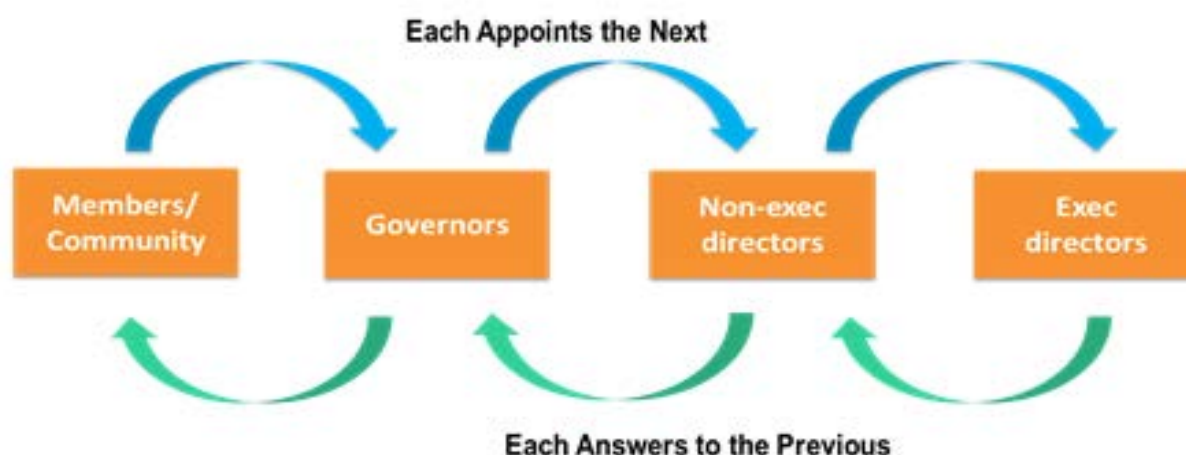 Each Appoints the Next
Members/
Community
Governors
Non-exec
directors
Exec
directors
Each Answers to the Previous